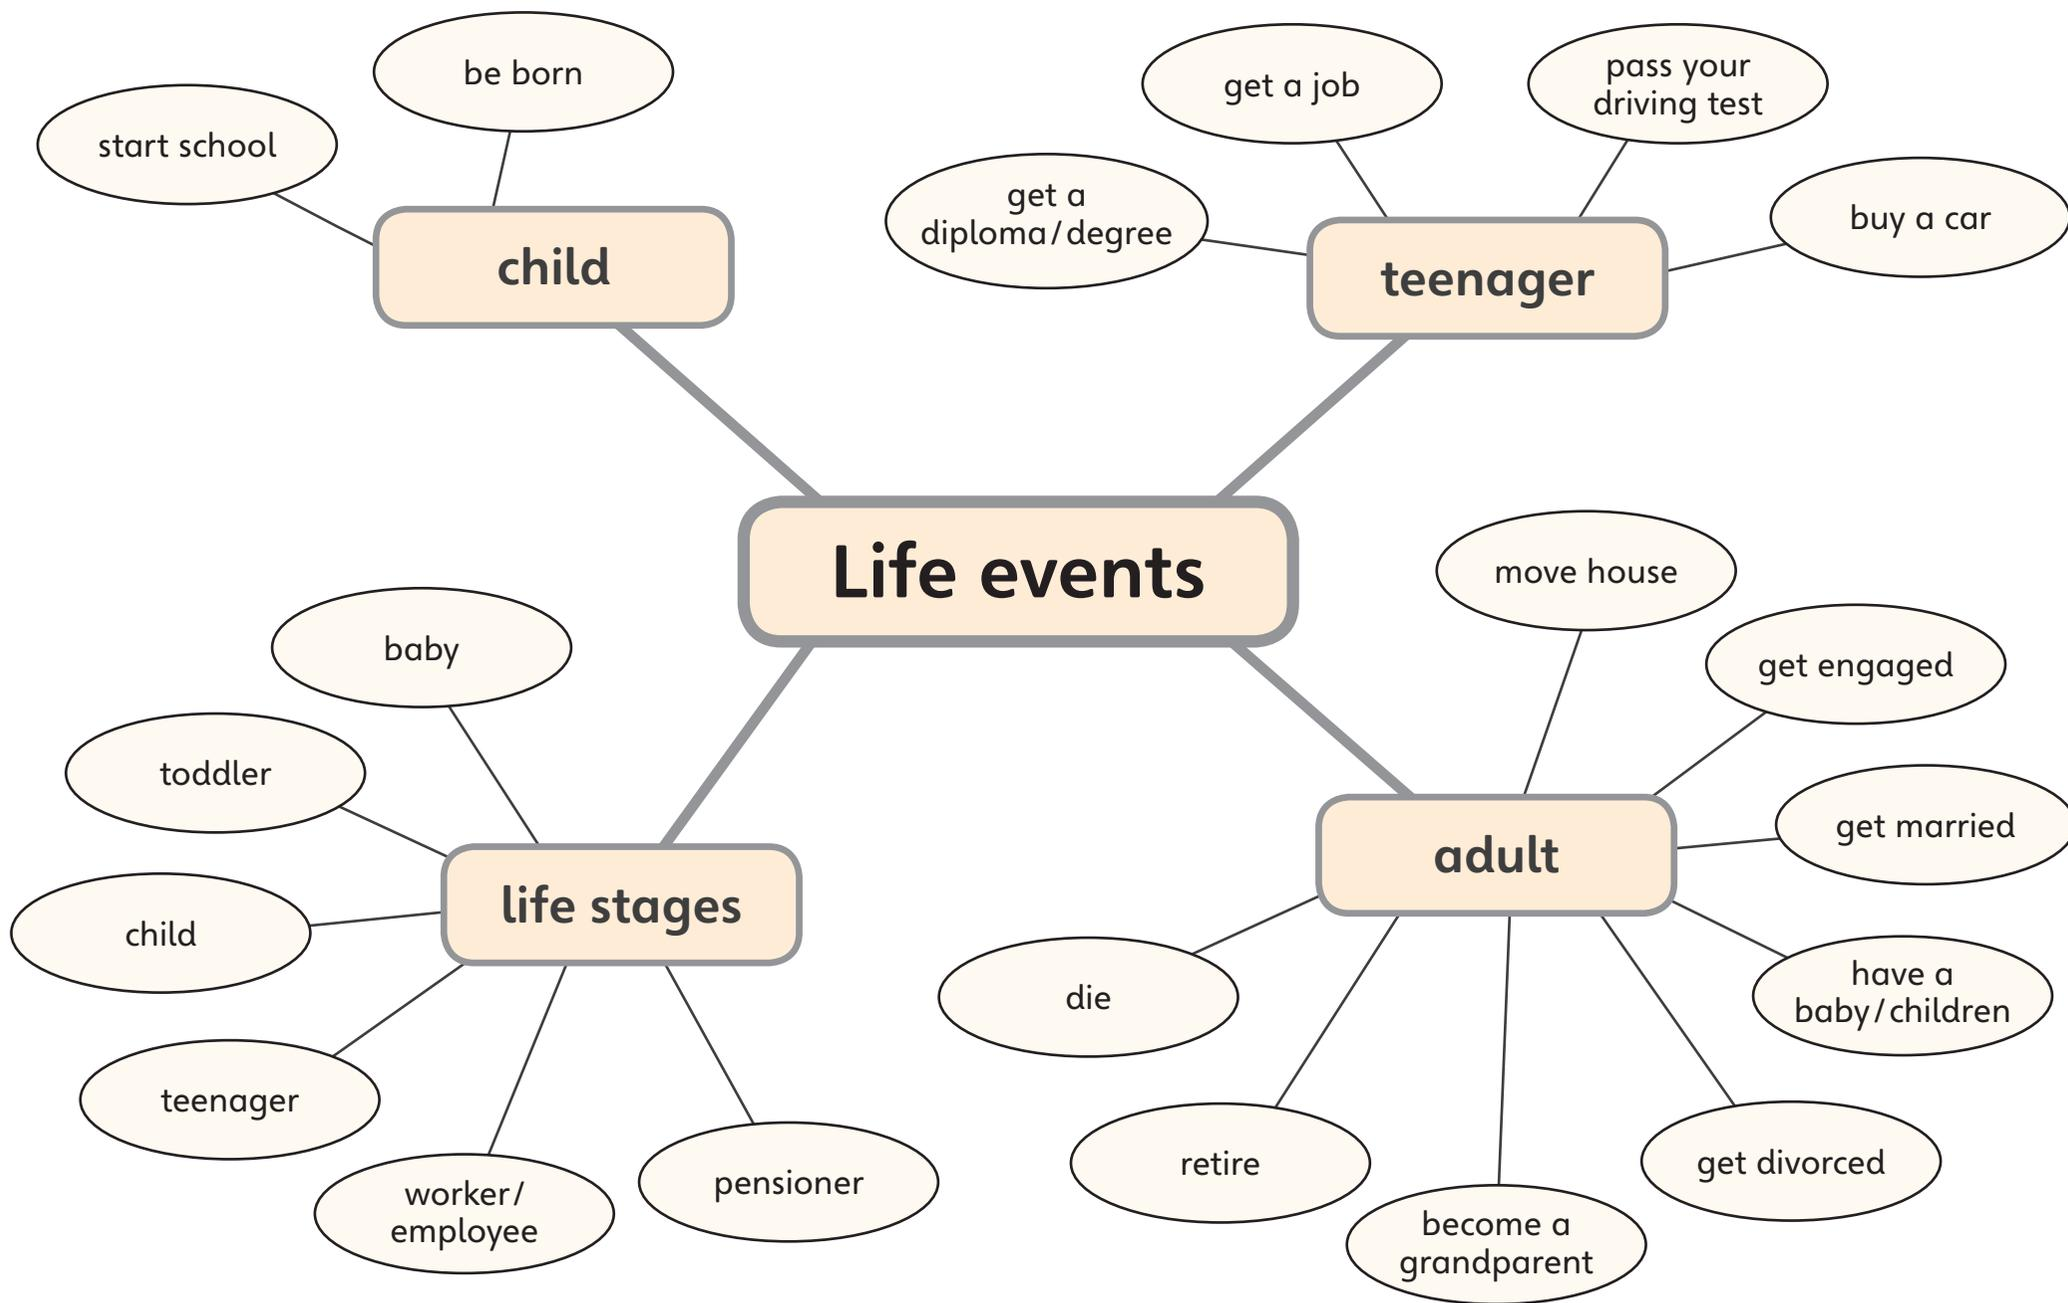 be born
start school
child
get a job
pass your
driving test
get a
diploma/degree
buy a car
teenager
Life events
baby
toddler
child
teenager
worker/
employee
pensioner
life stages
move house
get engaged
get married
adult
have a
baby/children
die
retire
become a
grandparent
get divorced